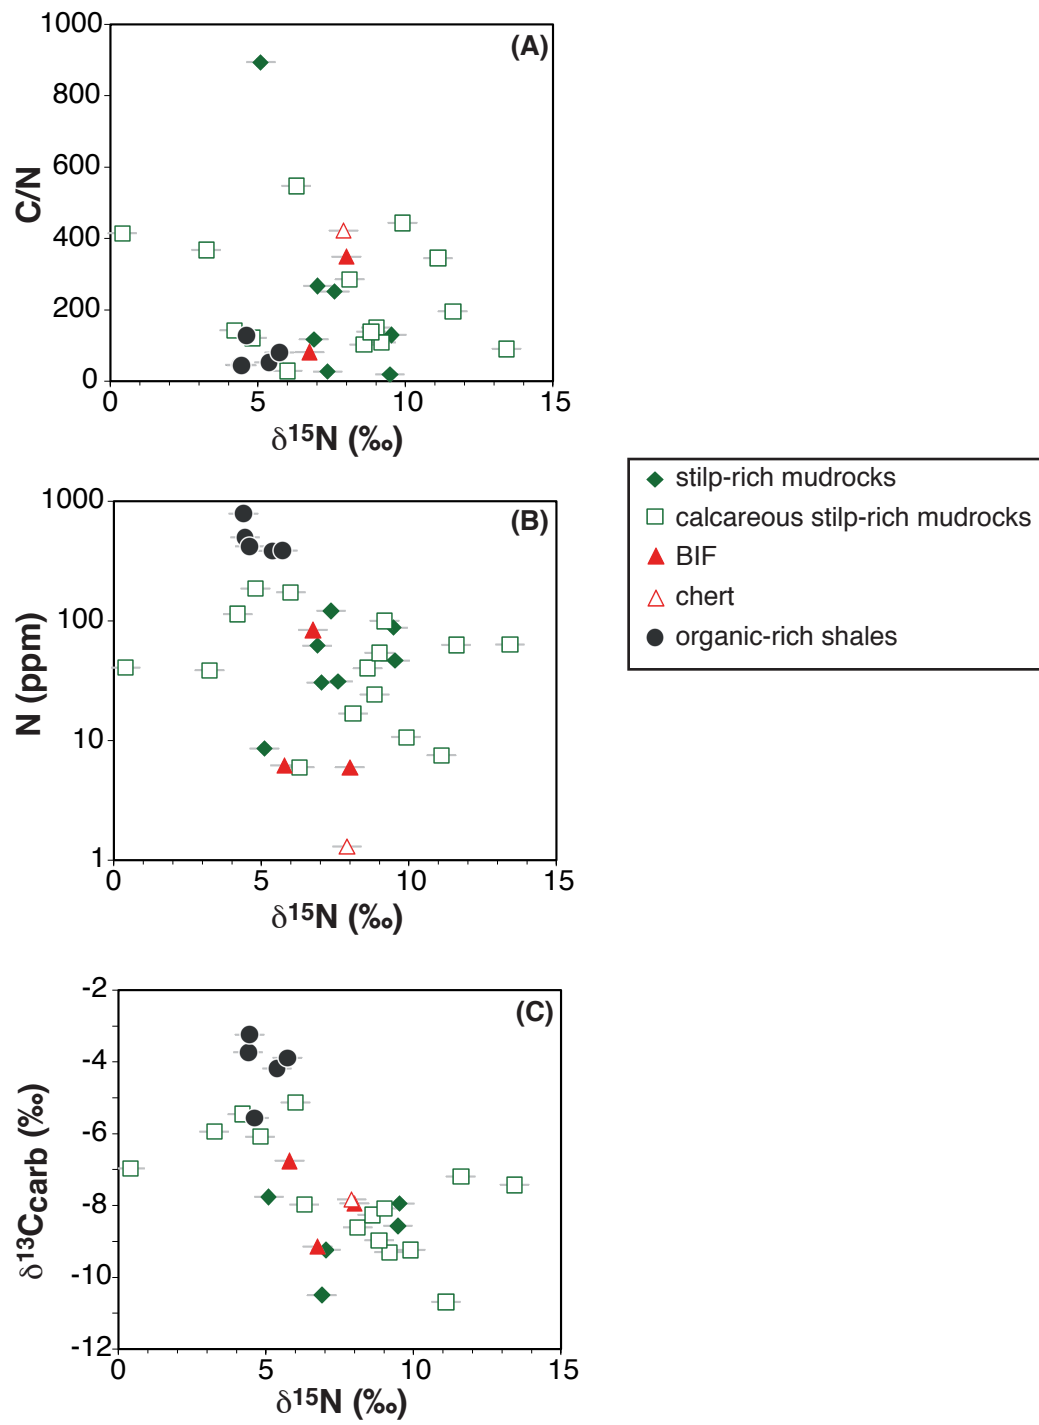 1000
(A)
800
600
C/N
400
200
0
0 5 10 15
δ15N (‰)
stilp-rich mudrocks
calcareous stilp-rich mudrocks
BIF
chert
organic-rich shales
1000
(B)
100
N (ppm)
10
1
0 5 10 15
δ15N (‰)
-2
(C)
-4
-6
δ13Ccarb (‰)
-8
-10
-12
0 5 10 15
δ15N (‰)